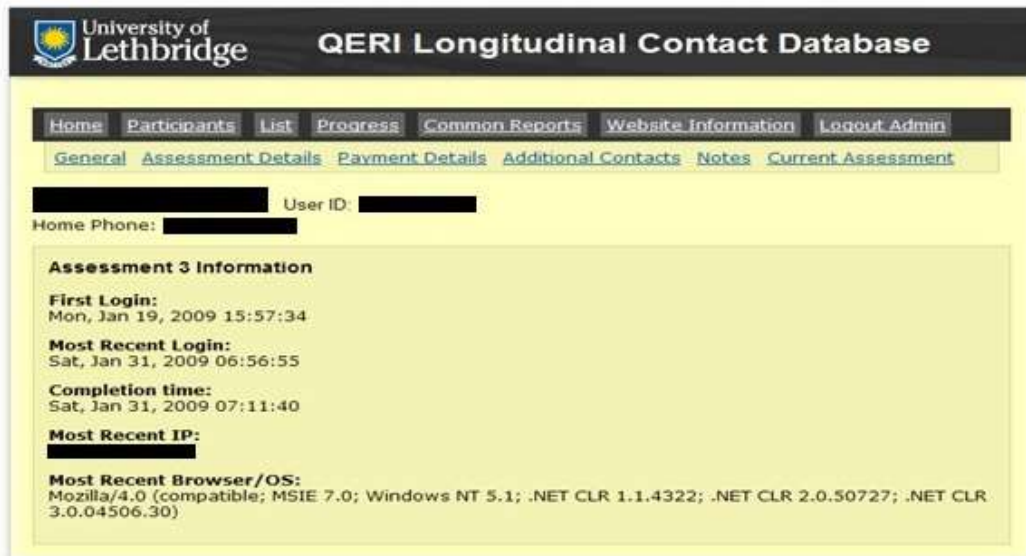 University of
Lethbridge
QERI Longitudinal Contact Database
Home Participants List Progress Common Reports Website Information Logout Admin
General Assessment Details Payment Details Additional Contacts Notes Current Assessment
User ID:
Home Phone:
Assessment 3 Information
First Login:
Mon, Jan 19, 2009 15:57:34
Most Recent Login:
Sat, Jan 31, 2009 06:56:55
Completion time:
Sat, Jan 31, 2009 07:11:40
Most Recent IP:
Most Recent Browser/OS:
Mozilla/4.0 (compatible; MSIE 7.0; Windows NT 5.1; .NET CLR 1.1.4322; .NET CLR 2.0.50727; .NET CLR
3.0.04506.30)